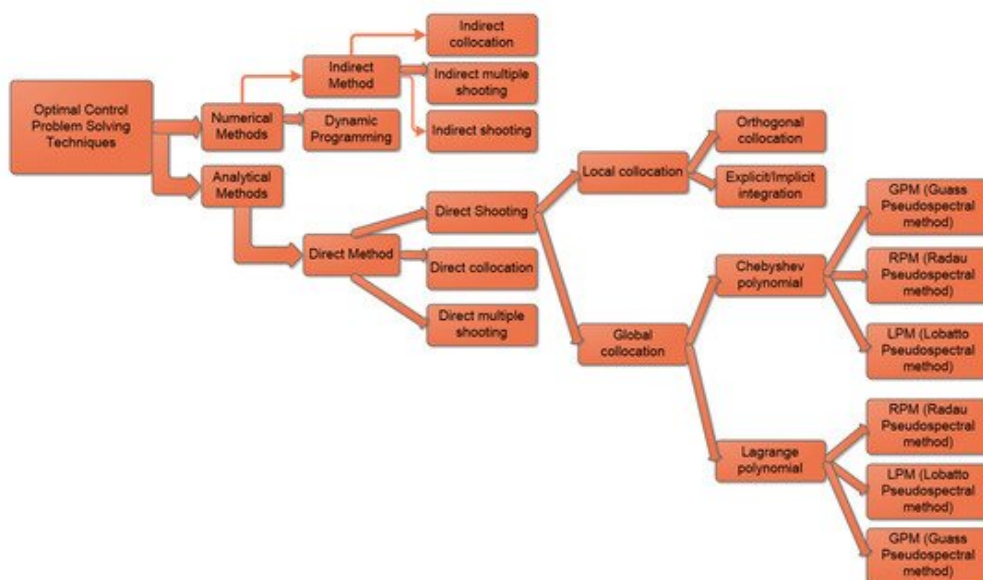 Optimal Control
Problem Solving
Techniques
Numerical
Methods
Analytical
Methods
Indirect
Method
Dynamic
Programming
Indirect
collocation
Indirect multiple
shooting
Indirect shooting
Direct Method
Direct Shooting
Direct collocation
Direct multiple
shooting
Local collocation
Global
collocation
Orthogonal
collocation
Explicit/Implicit
integration
Chebyshev
polynomial
Lagrange
polynomial
GPM (Guass
Pseudospectral
method)
RPM (Radau
Pseudospectral
method)
LPM (Lobatto
Pseudospectral
method)
RPM (Radau
Pseudospectral
method)
LPM (Lobatto
Pseudospectral
method)
GPM (Guass
Pseudospectral
method)